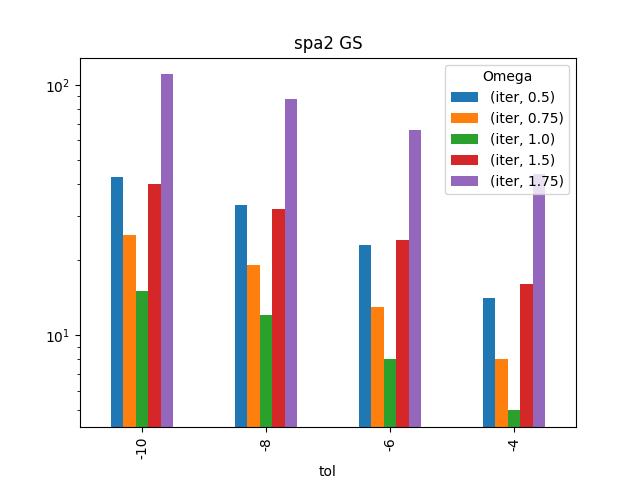 spa2 GS
Omega
(iter, 0.5)
(iter, 0.75)
(iter, 1.0)
(iter, 1.5)
(iter, 1.75)
10²
10¹
-10
-8
-6
-4
tol